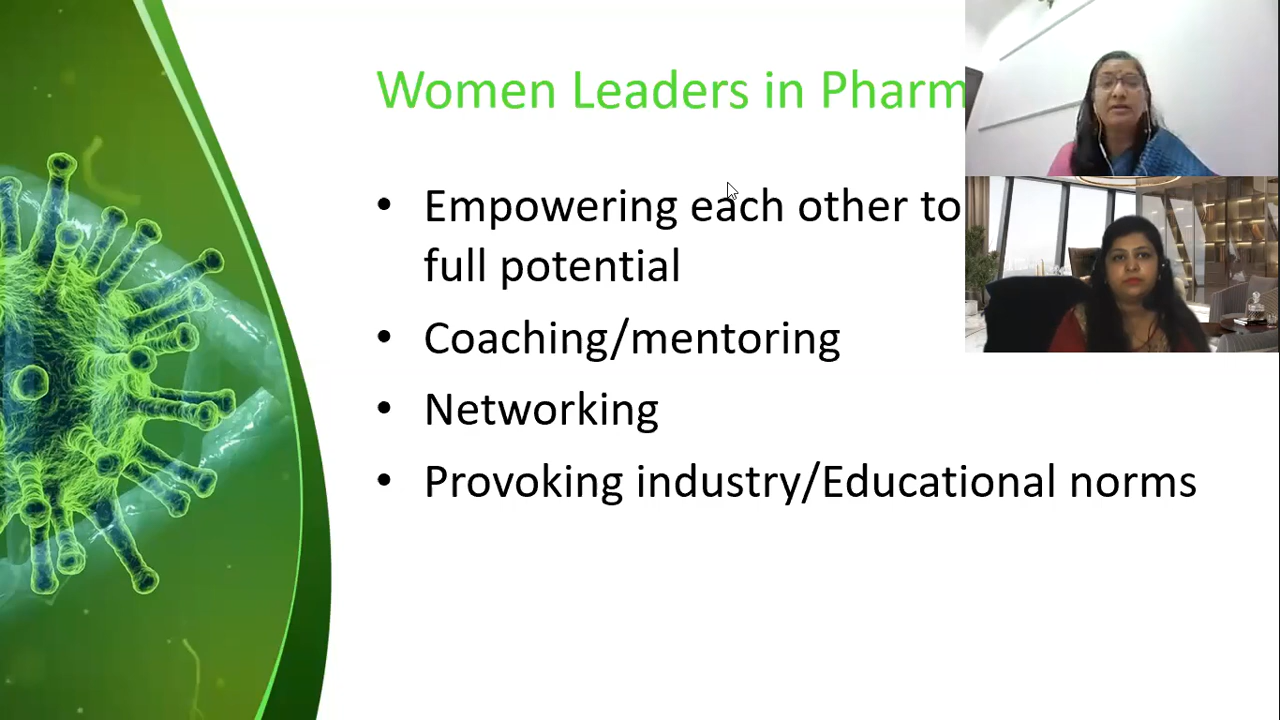 Women Leaders in Pharm
• Empowering each other to
full potential
• Coaching/mentoring
• Networking
• Provoking industry/Educational norms